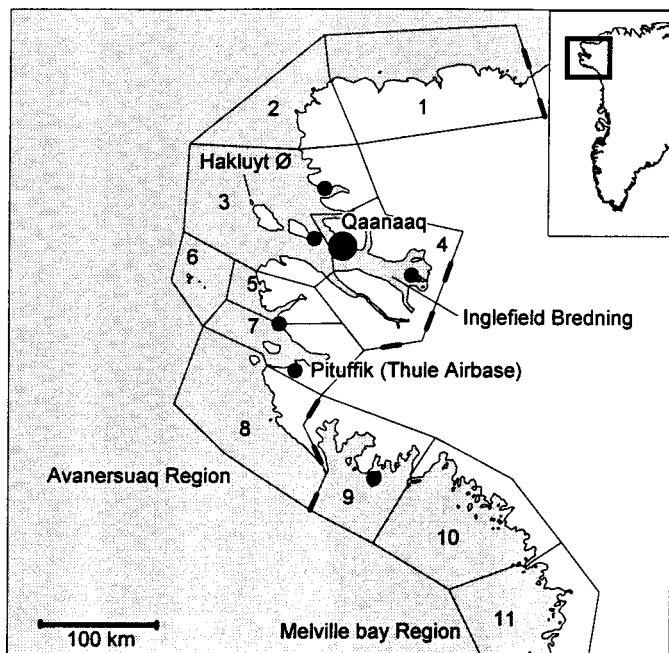 1
2
Hakluyt Ø
3
Qaanaaq
4
6
5
Inglefield Bredning
7
Pituffik (Thule Airbase)
8
Avanersuaq Region
9
10
11
100 km
Melville bay Region